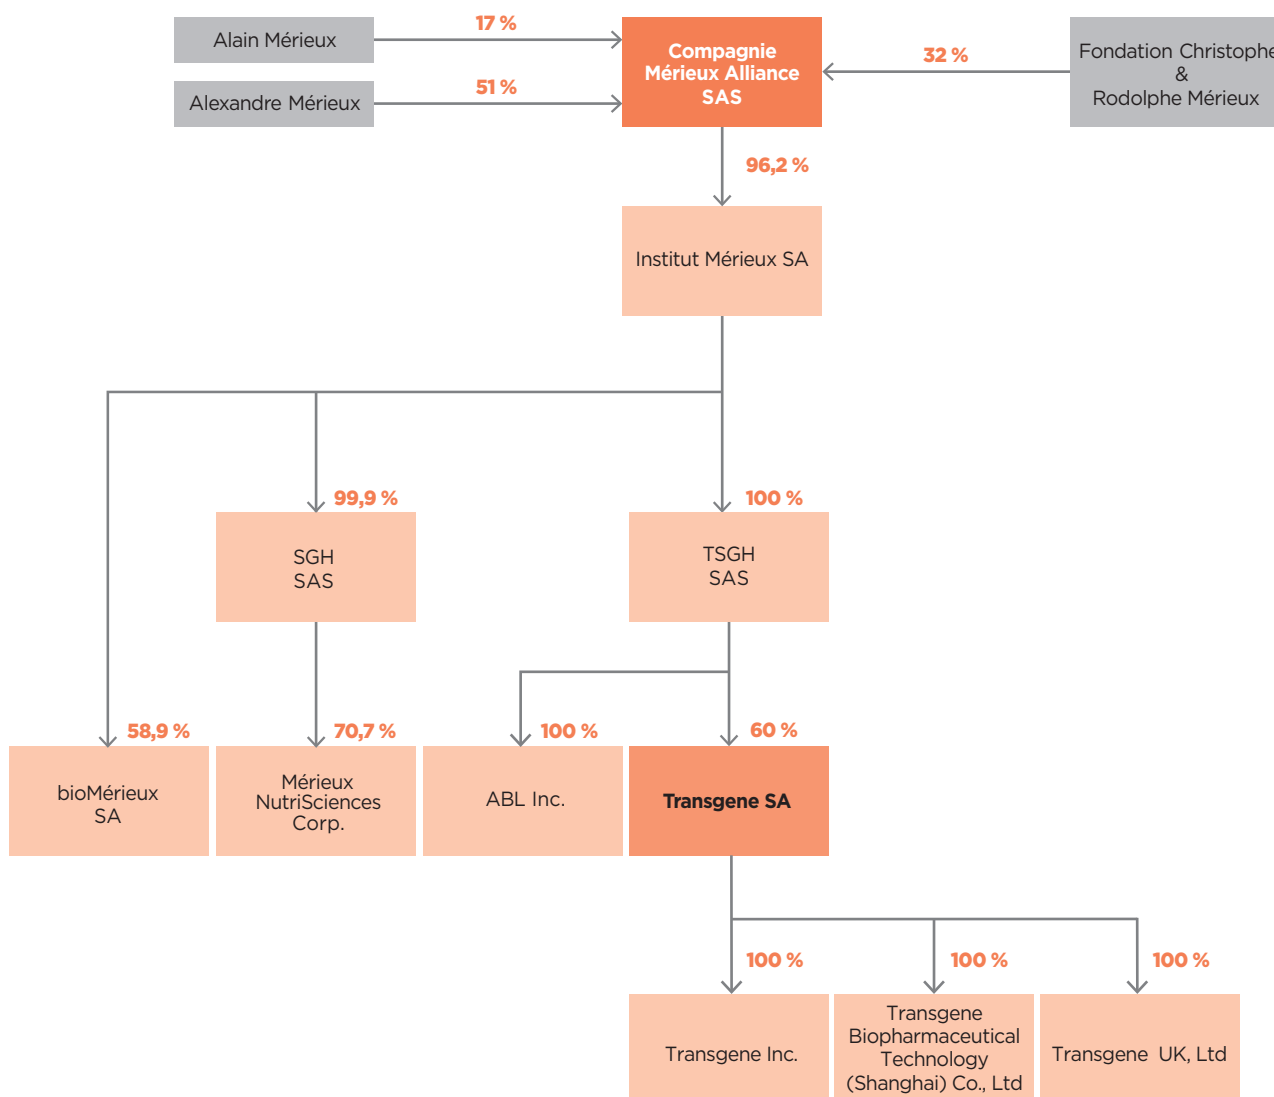 Alain Mérieux
17 %
Alexandre Mérieux
51 %
Compagnie
Mérieux Alliance
SAS
32 %
Fondation Christophe
&
Rodolphe Mérieux
96,2 %
Institut Mérieux SA
99,9 %
SGH
SAS
100 %
TSGH
SAS
58,9 %
bioMérieux
SA
70,7 %
Mérieux
NutriSciences
Corp.
100 %
ABL Inc.
60 %
Transgene SA
100 %
Transgene Inc.
100 %
Transgene
Biopharmaceutical
Technology
(Shanghai) Co., Ltd
100 %
Transgene UK, Ltd